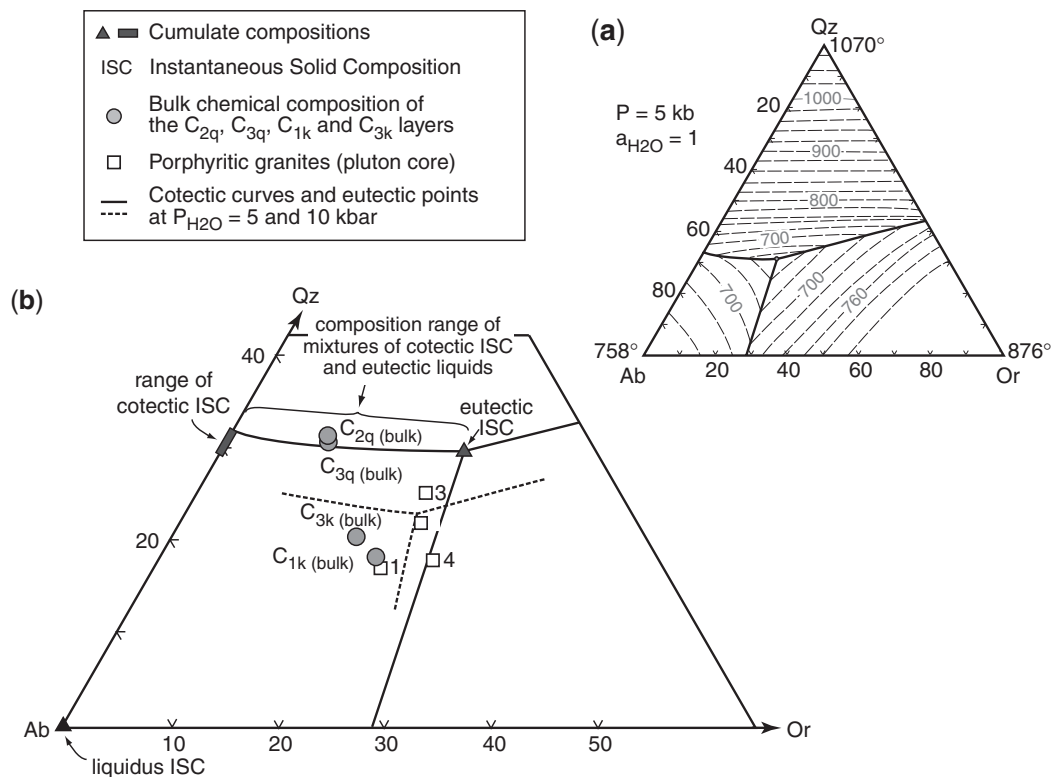 Cumulate compositions
ISC Instantaneous Solid Composition
Bulk chemical composition of
the C2q, C3q, C1k and C3k layers
Porphyritic granites (pluton core)
Cotectic curves and eutectic points
at PH2O = 5 and 10 kbar
(a)
Qz
1070°
P = 5 kb
aH2O = 1
20
40
60
80
1000
900
800
700
700
700
760
758°
876°
Ab
20
40
60
80
Or
(b)
Qz
40
composition range of
mixtures of cotectic ISC
and eutectic liquids
range of
cotectic ISC
eutectic
ISC
C2q (bulk)
C3q (bulk)
3
C3k (bulk)
20
C1k (bulk)
1
4
Ab
10
20
30
40
50
Or
liquidus ISC